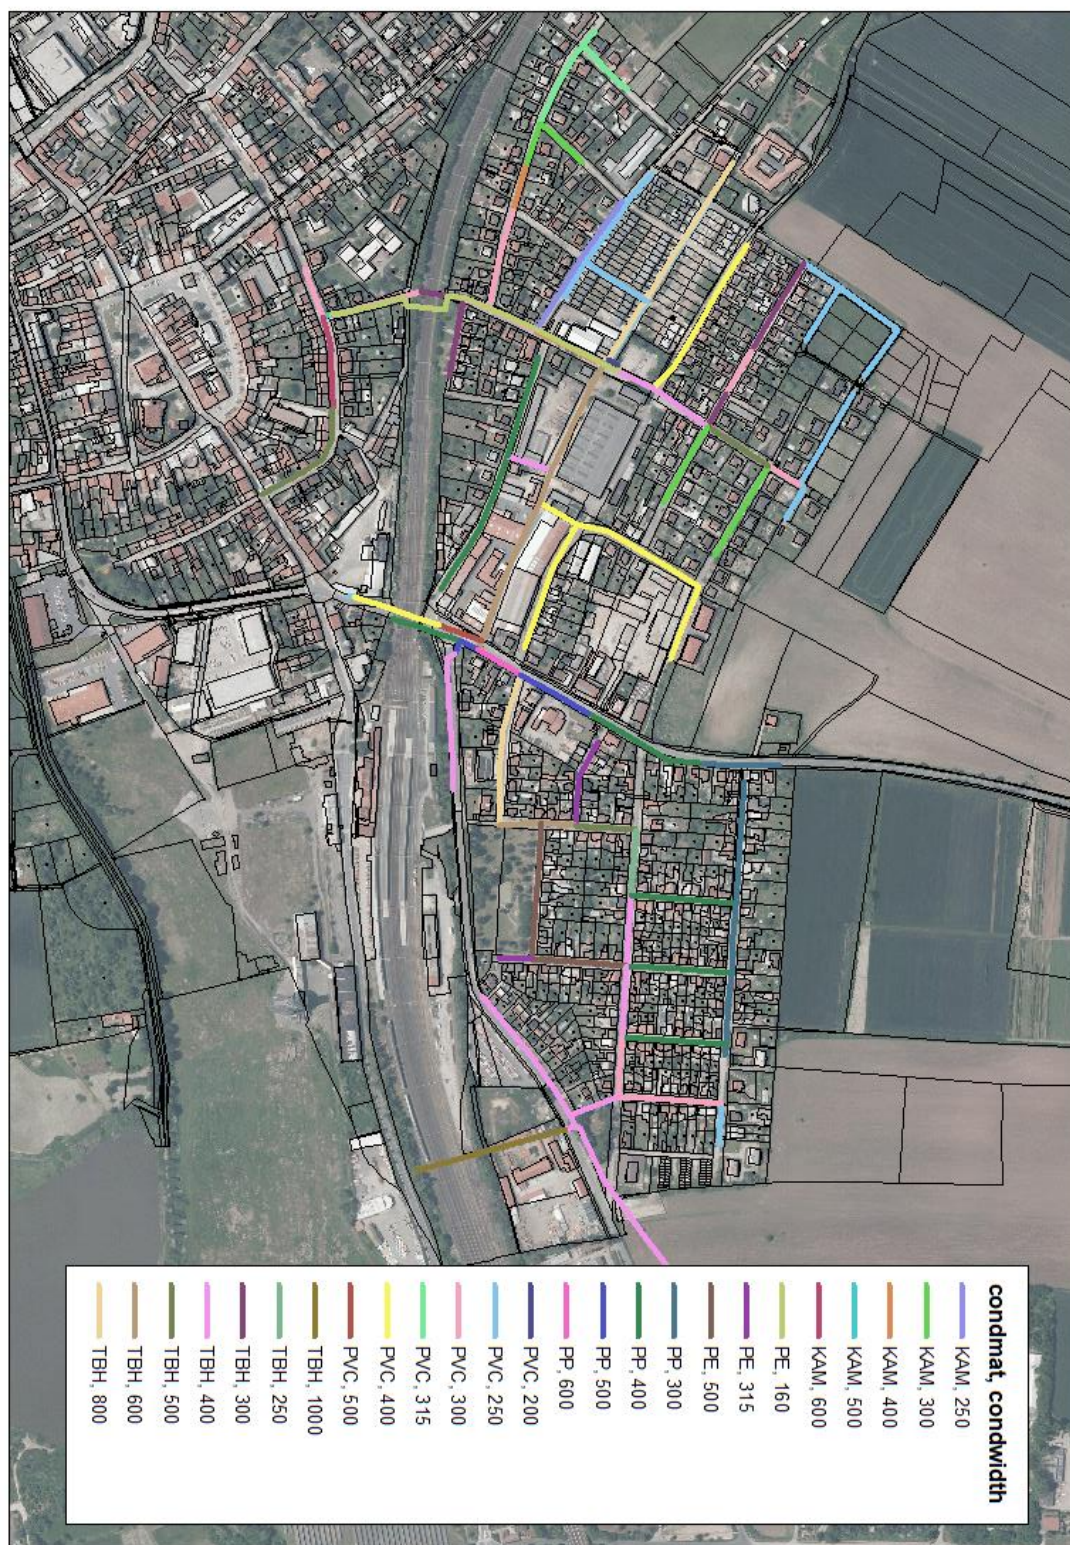 condmat, condwidth
KAM, 250
KAM, 300
KAM, 400
KAM, 500
KAM, 600
PE, 160
PE, 315
PE, 500
PP, 300
PP, 400
PP, 500
PP, 600
PVC, 200
PVC, 250
PVC, 300
PVC, 315
PVC, 400
PVC, 500
TBH, 1000
TBH, 250
TBH, 300
TBH, 400
TBH, 500
TBH, 600
TBH, 800